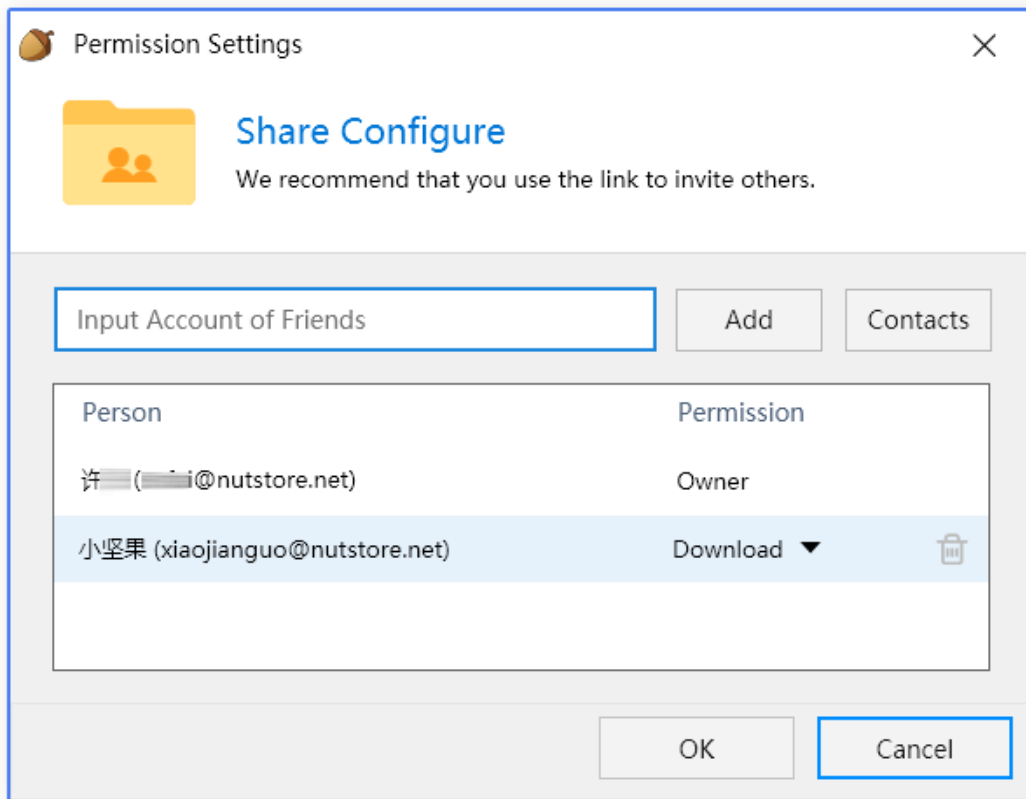 Permission Settings
Share Configure
We recommend that you use the link to invite others.
Input Account of Friends
Add
Contacts
Person
Permission
许 ( @nutstore.net)
Owner
小坚果 (xiaojianguo@nutstore.net)
Download
OK
Cancel